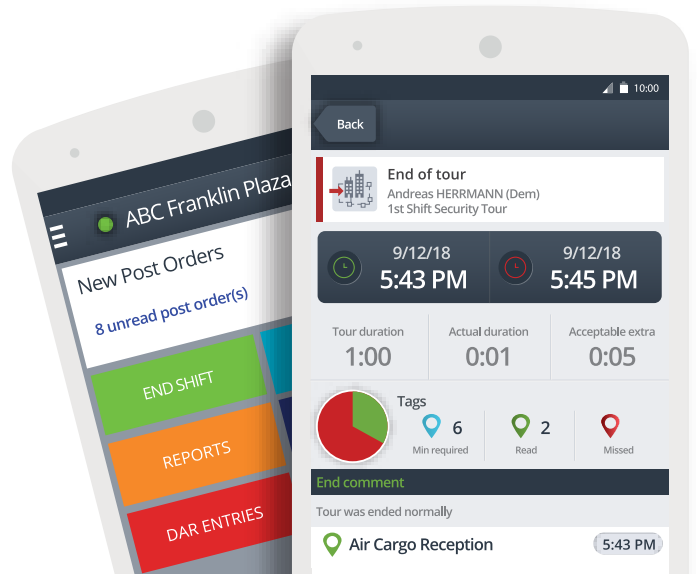 ABC Franklin Plaza
New Post Orders
8 unread post order(s)
END SHIFT
REPORTS
DAR ENTRIES
10:00
Back
End of tour
Andreas HERRMANN (Dem)
1st Shift Security Tour
9/12/18
5:43 PM
9/12/18
5:45 PM
Tour duration
1:00
Actual duration
0:01
Acceptable extra
0:05
Tags
6
Min required
2
Read
Missed
End comment
Tour was ended normally
Air Cargo Reception
5:43 PM